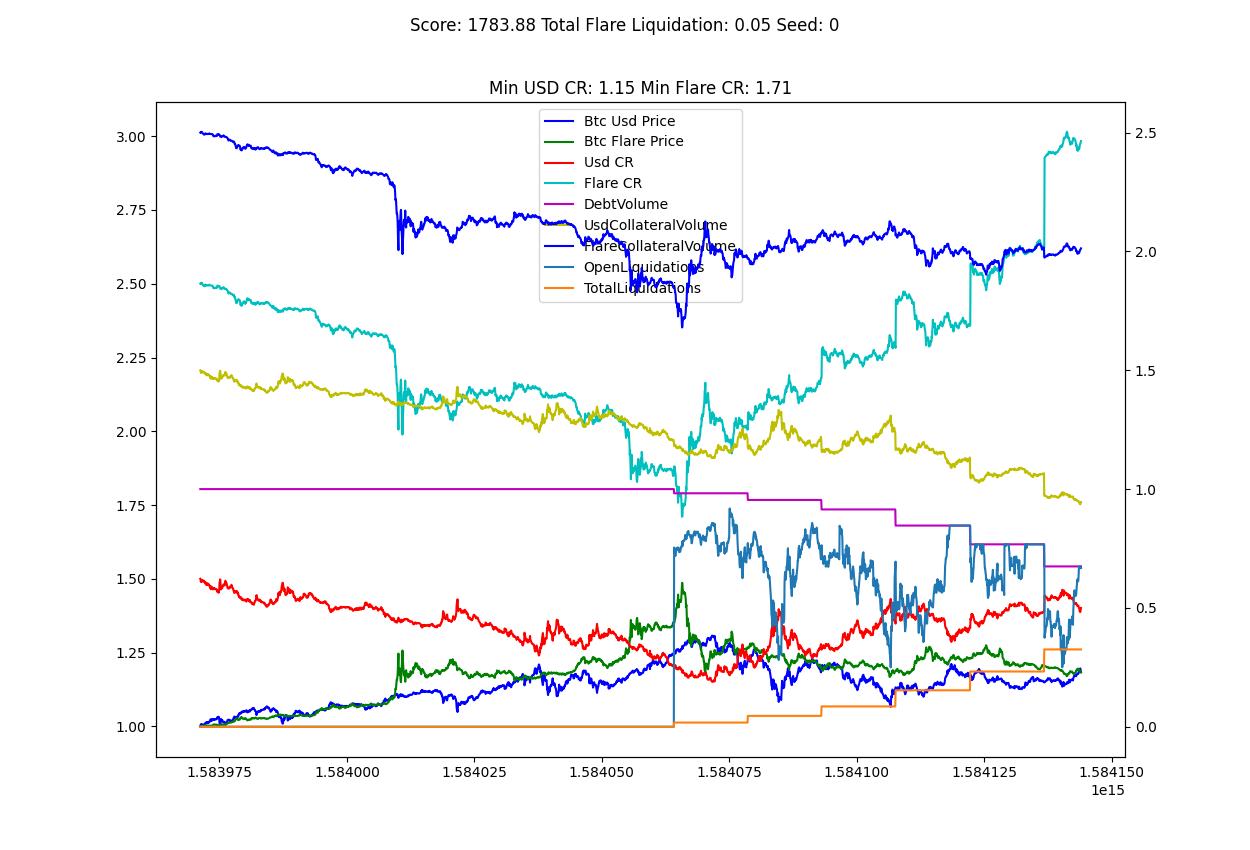 Score: 1783.88 Total Flare Liquidation: 0.05 Seed: 0
Min USD CR: 1.15 Min Flare CR: 1.71
Btc Usd Price
Btc Flare Price
Usd CR
Flare CR
DebtVolume
UsdCollateralVolume
FlareCollateralVolume
OpenLiquidations
TotalLiquidations
3.00
2.75
2.50
2.25
2.00
1.75
1.50
1.25
1.00
2.5
2.0
1.5
1.0
0.5
0.0
1.583975 1.584000 1.584025 1.584050 1.584075 1.584100 1.584125 1.584150
1e15